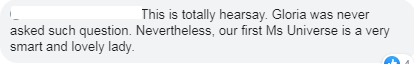 This is totally hearsay. Gloria was never
asked such question. Nevertheless, our first Ms Universe is a very
smart and lovely lady.